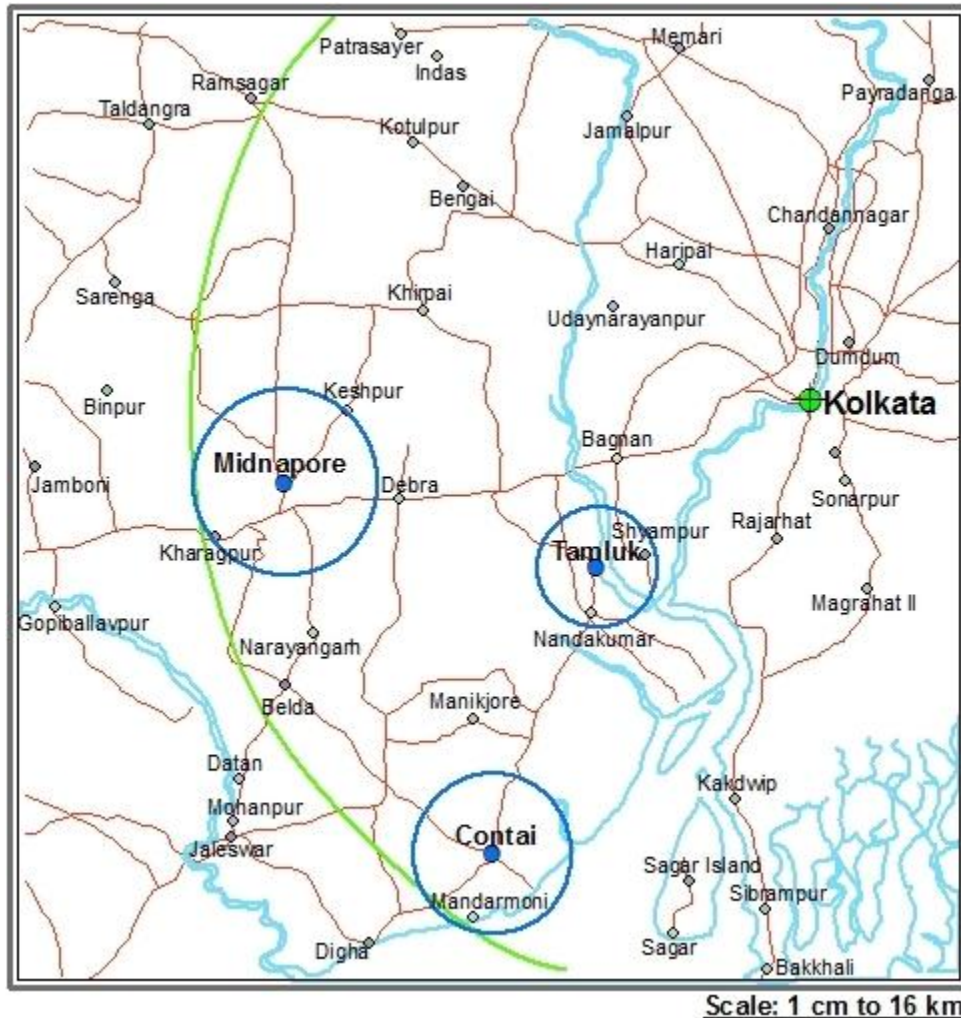 Patrasayer
Memari
Indas
Ramsagar
Payradanga
Taldangra
Kotulpur
Jamalpur
Bengai
Chandannagar
Haripal
Sarenga
Khirpai
Udaynarayanpur
Dumdum
Binpur
Keshpur
Kolkata
Bagnan
Midnapore
Jamboni
Debra
Sonarpur
Rajarhat
Shyampur
Kharagpur
Tamluk
Magrahat II
Gopiballavpur
Narayangarh
Nandakumar
Belda
Manikjore
Datan
Kakdwip
Mohanpur
Contai
Jaleswar
Sagar Island
Mandarmoni
Sibrampur
Digha
Sagar
Bakkhali
Scale: 1 cm to 16 km